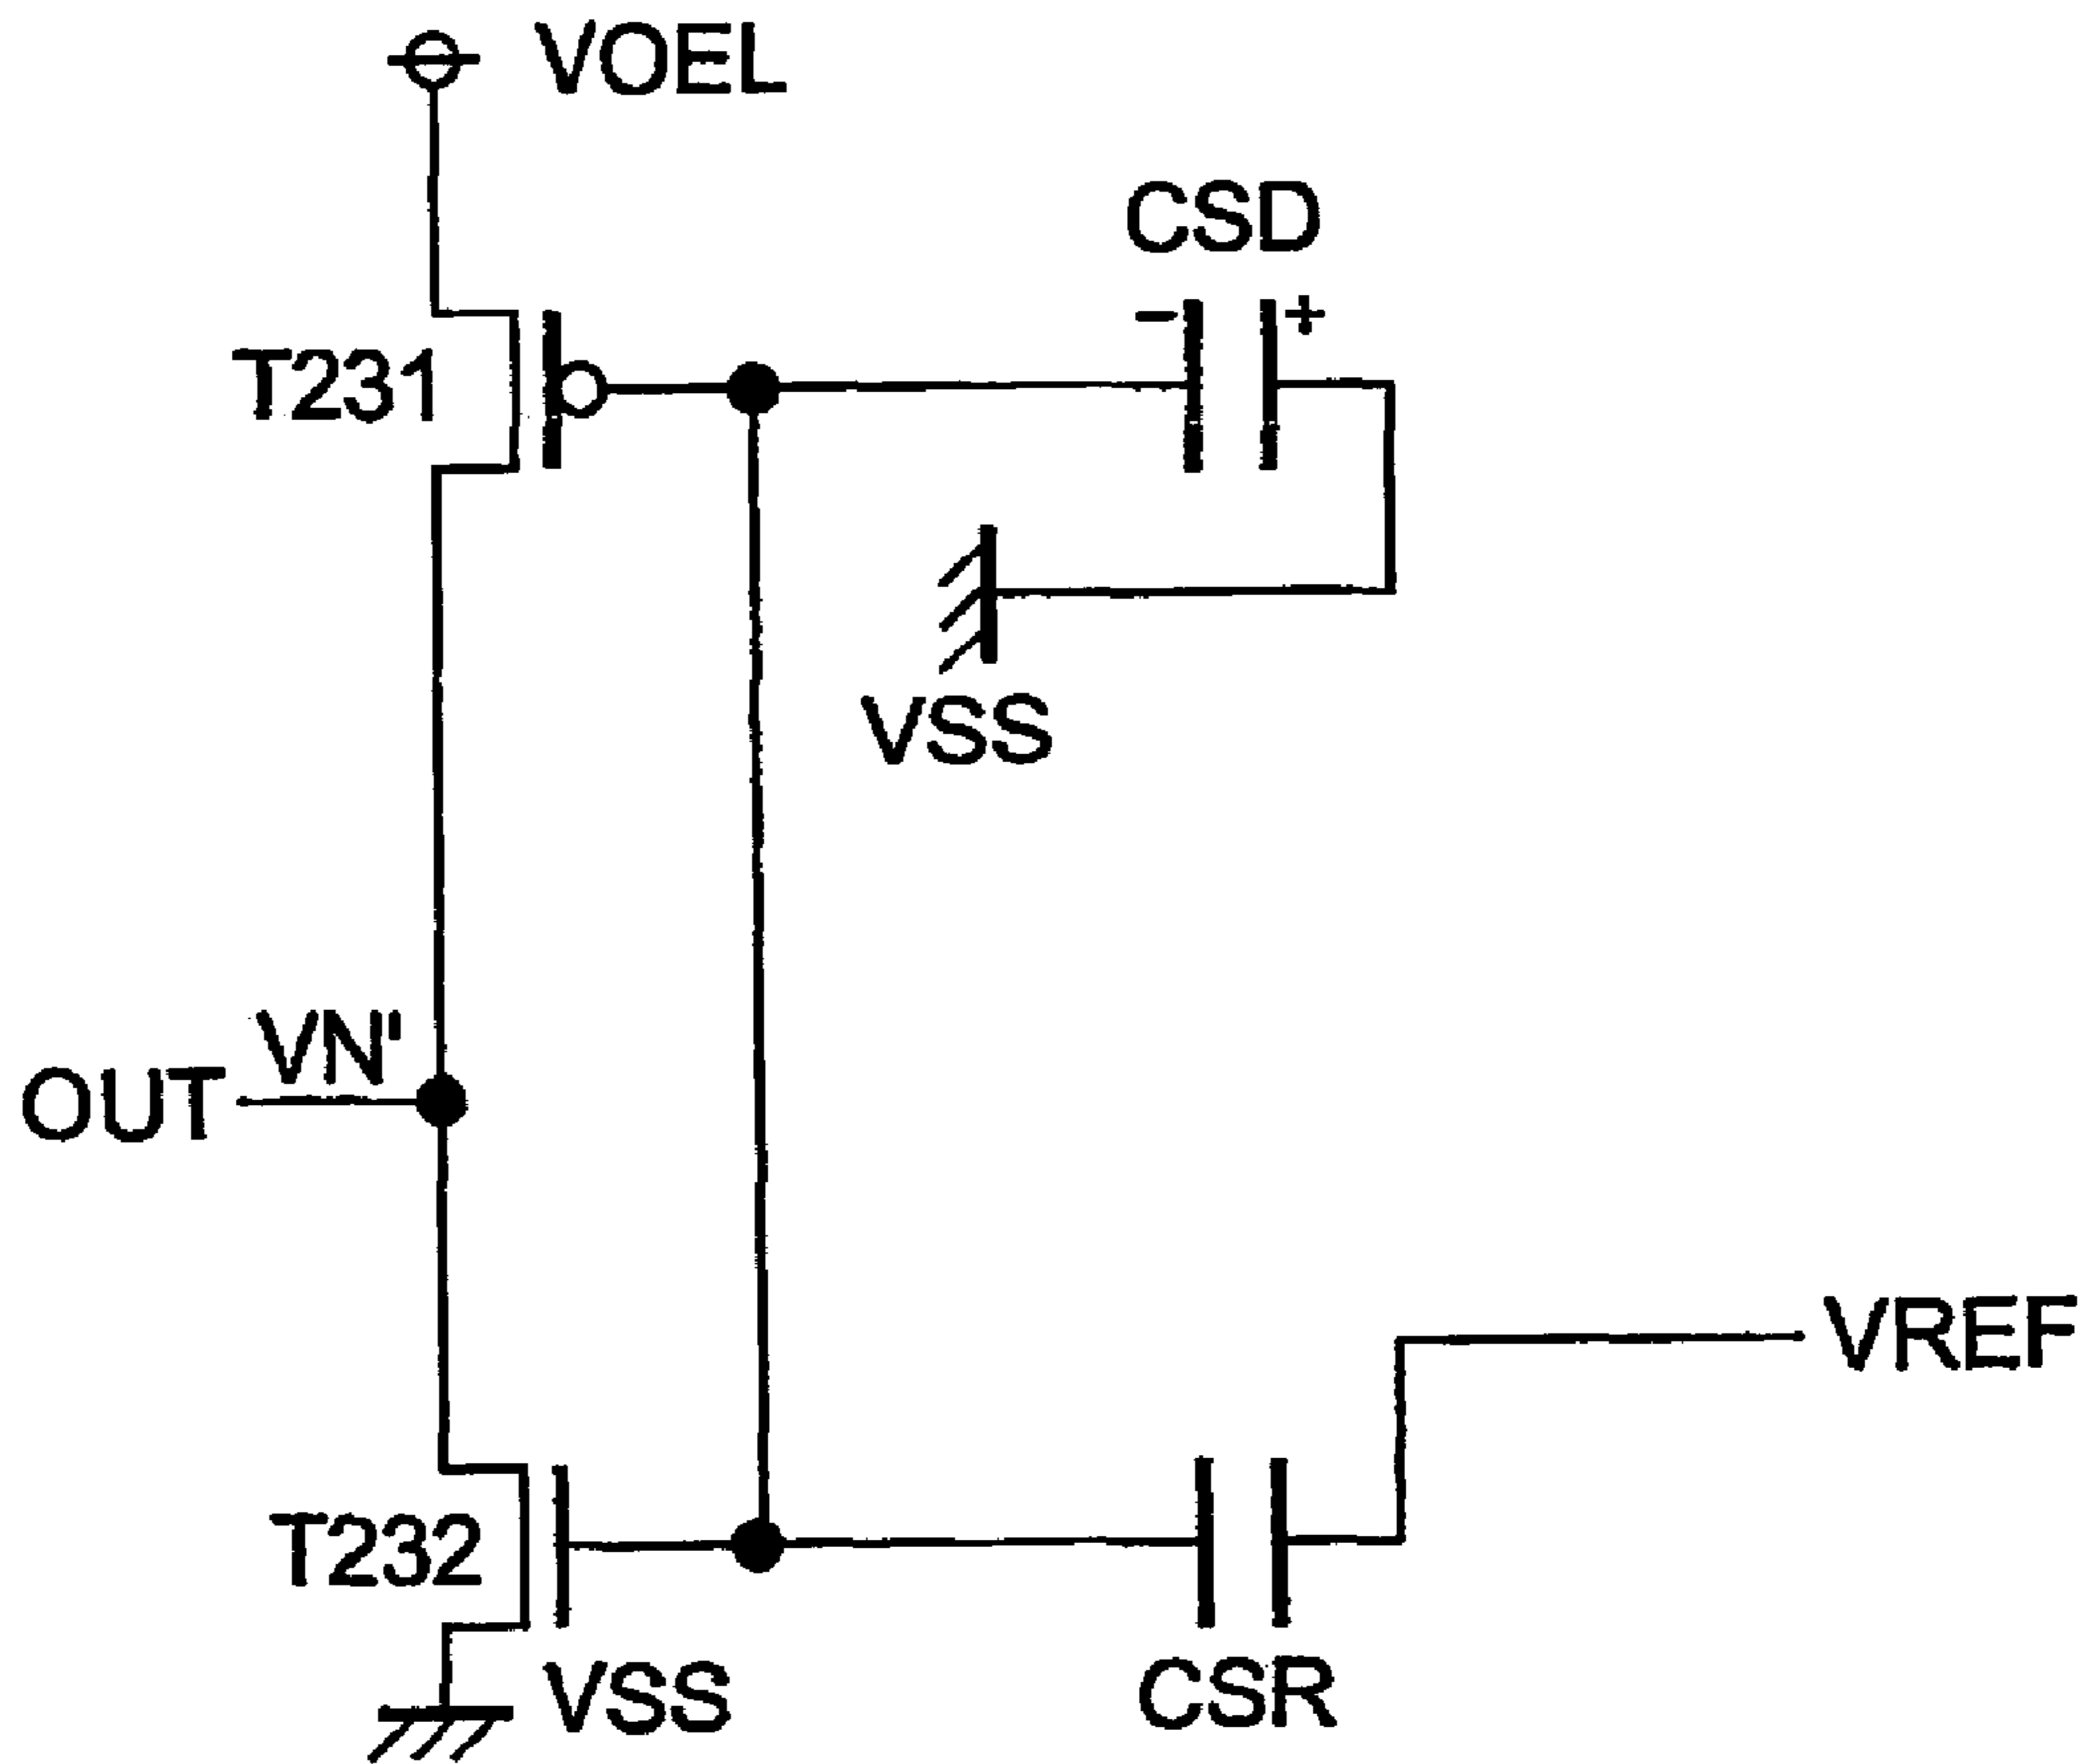 VOEL
CSD
- +
T231
VSS
VN'
OUT
VREF
T232
VSS
CSR